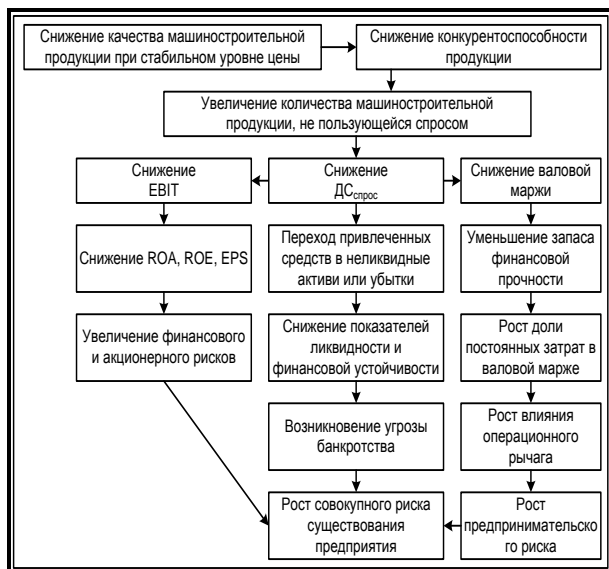 Снижение качества машиностроительной
продукции при стабильном уровне цены
Снижение конкурентоспособности
продукции
Увеличение количества машиностроительной
продукции, не пользующейся спросом
Снижение
EBIT
Снижение
ДСспрос
Снижение валовой
маржи
Снижение ROA, ROE, EPS
Переход привлеченных
средств в неликвидные
активи или убытки
Уменьшение запаса
финансовой
прочности
Увеличение финансового
и акционерного рисков
Снижение показателей
ликвидности и
финансовой устойчивости
Рост доли
постоянных затрат в
валовой марже
Возникновение угрозы
банкротства
Рост влияния
операционного
рычага
Рост совокупного риска
существования
предприятия
Рост
предпринимательско
го риска